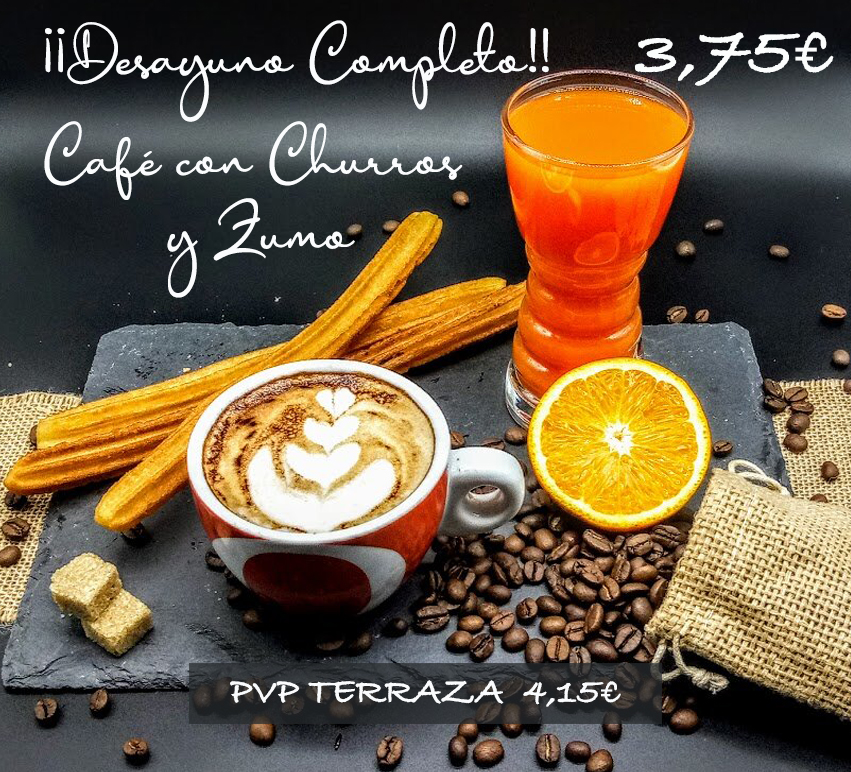 ¡¡Desayuno Completo!! 3,75€
Café con Churros
y Zumo
PVP TERRAZA 4,15€